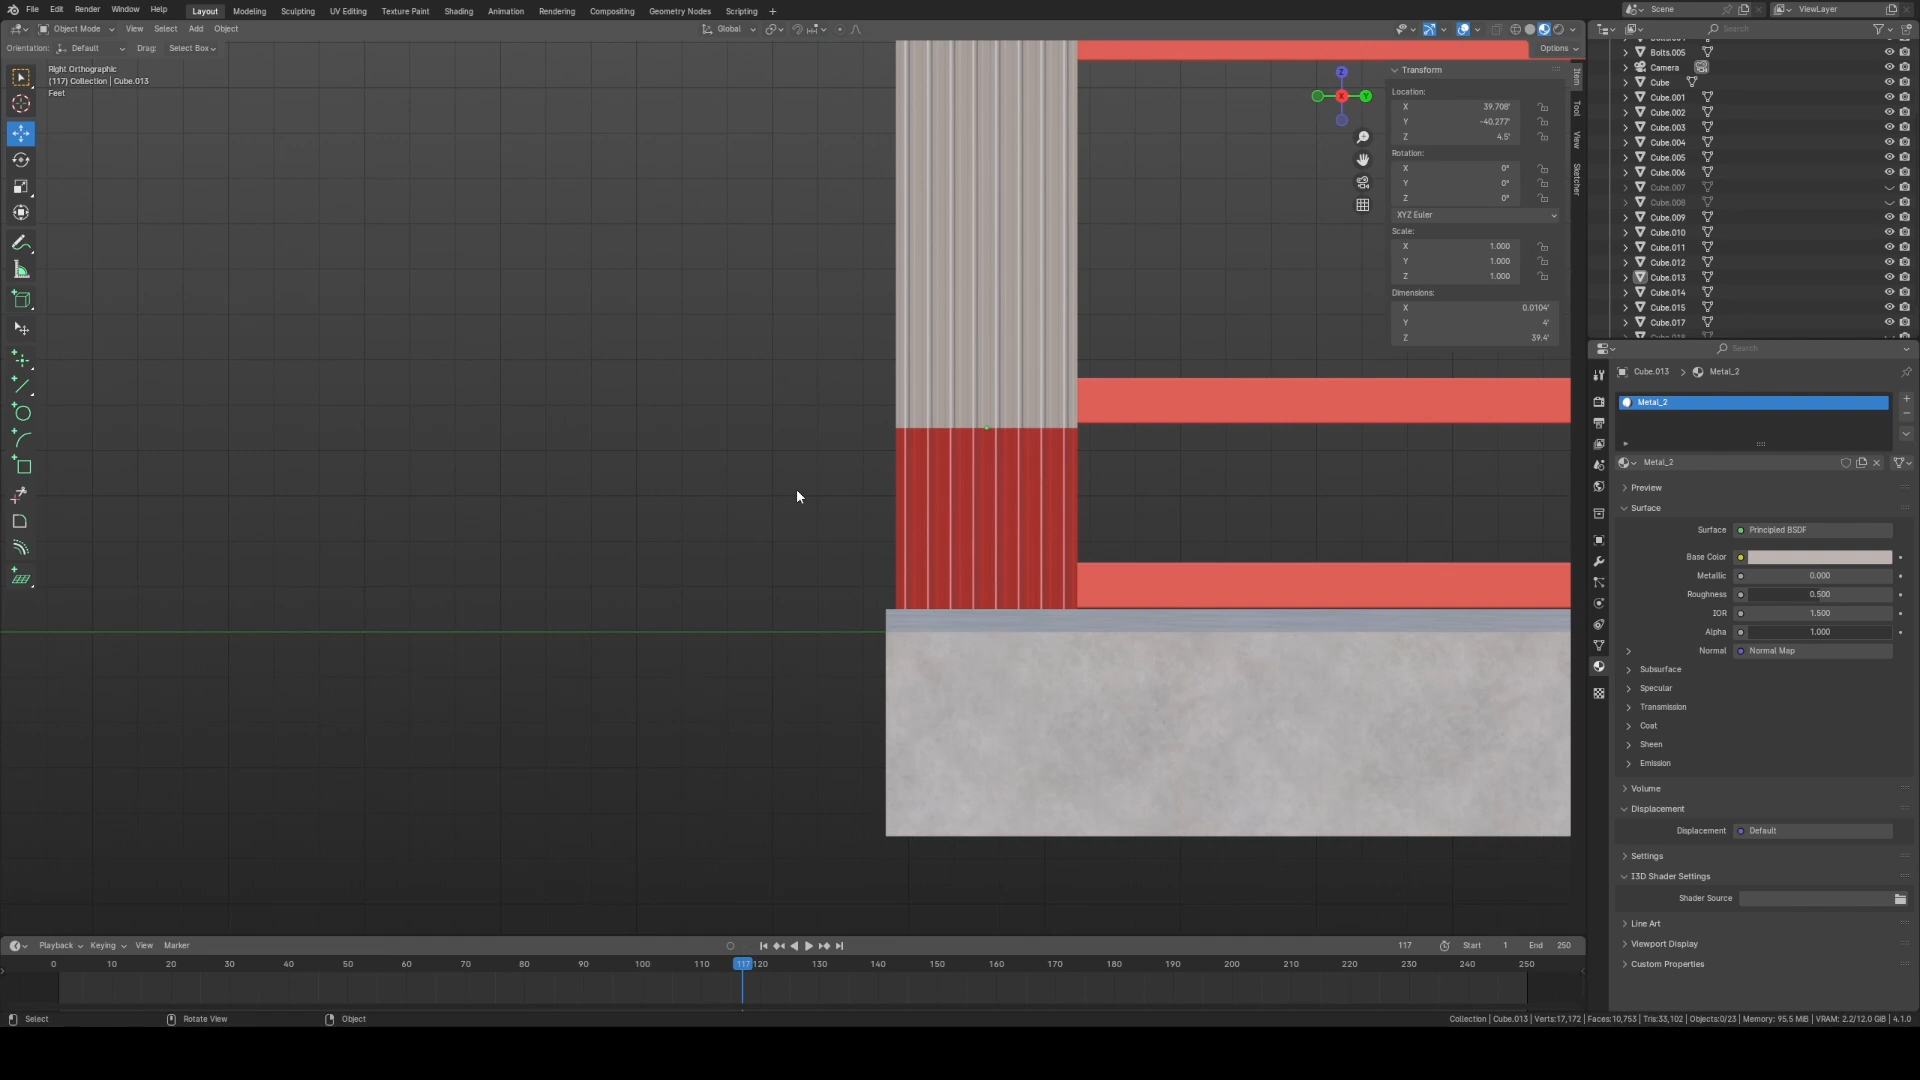 File Edit Render Window Help Layout Modeling Sculpting UV Editing Texture Paint Shading Animation Rendering Compositing Geometry Nodes Scripting + Scene ViewLayer
Object Mode View Select Add Object Global Search
Orientation: Default Drag: Select Box Options
Right Orthographic
(117) Collection | Cube.013
Feet
Z
X
Y
Transform
Location:
X 39.708'
Y -40.277'
Z 4.5'
Rotation:
X 0°
Y 0°
Z 0°
XYZ Euler
Scale:
X 1.000
Y 1.000
Z 1.000
Dimensions:
X 0.0104'
Y 4'
Z 39.4'
Item
Tool
View
Sketcher
Bolts.005
Camera
Cube
Cube.001
Cube.002
Cube.003
Cube.004
Cube.005
Cube.006
Cube.007
Cube.008
Cube.009
Cube.010
Cube.011
Cube.012
Cube.013
Cube.014
Cube.015
Cube.017
Search
Cube.013 > Metal_2
Metal_2
Metal_2
Preview
Surface
Surface Principled BSDF
Base Color
Metallic 0.000
Roughness 0.500
IOR 1.500
Alpha 1.000
Normal Normal Map
Subsurface
Specular
Transmission
Coat
Sheen
Emission
Volume
Displacement
Displacement Default
Settings
I3D Shader Settings
Shader Source
Line Art
Viewport Display
Custom Properties
Playback Keying View Marker 117 Start 1 End 250
0 10 20 30 40 50 60 70 80 90 100 110 117 120 130 140 150 160 170 180 190 200 210 220 230 240 250
Select Rotate View Object Collection | Cube.013 | Verts:17,172 | Faces:10,753 | Tris:33,102 | Objects:0/23 | Memory: 95.5 MiB | VRAM: 2.2/12.0 GiB | 4.1.0